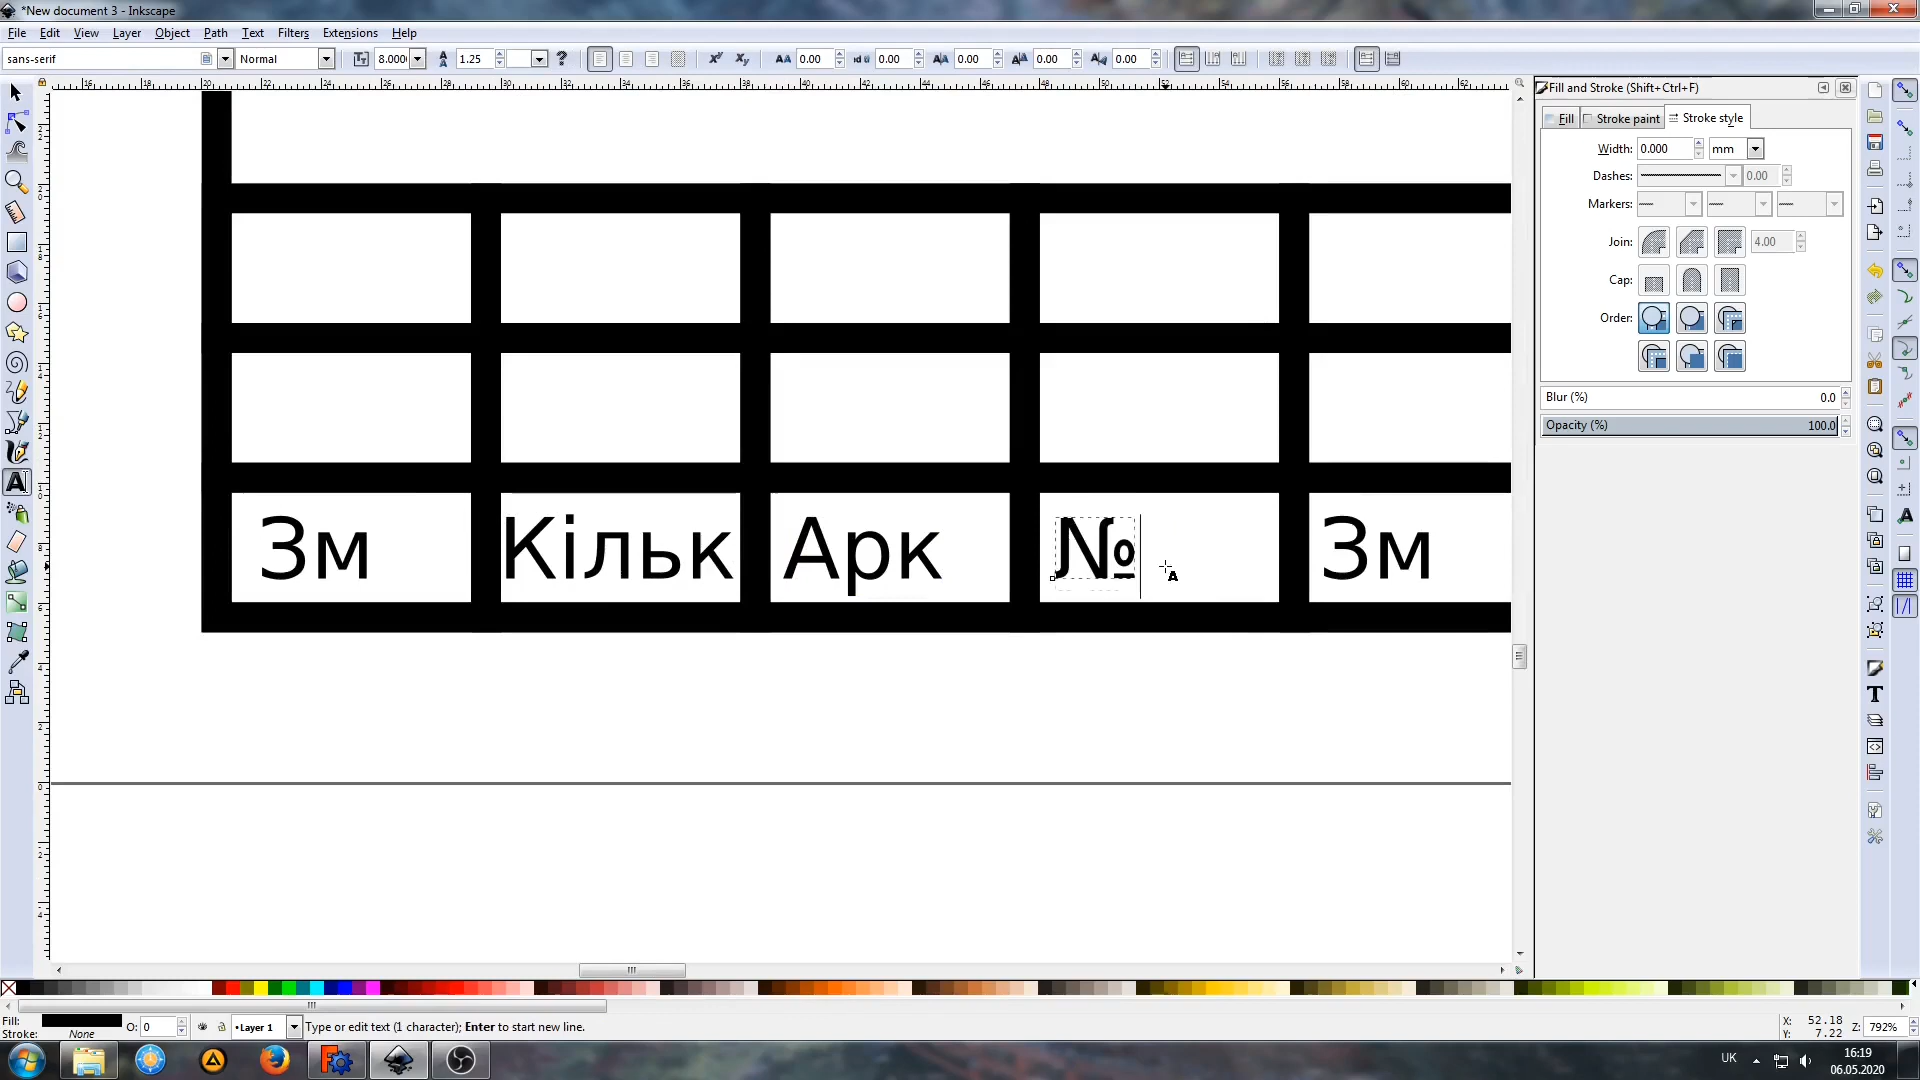 *New document 3 - Inkscape
File Edit View Layer Object Path Text Filters Extensions Help
sans-serif Normal 8.000 1.25 0.00 0.00 0.00 0.00 0.00
Fill and Stroke (Shift+Ctrl+F)
Fill Stroke paint Stroke style
Width: 0.000 mm
Dashes: 0.00
Markers:
Join: 4.00
Cap:
Order:
Blur (%) 0.0
Opacity (%) 100.0
Зм Кільк Арк № Зм
Fill:
Stroke: None
O: 0 •Layer 1 Type or edit text (1 character); Enter to start new line.
X: 52.18
Y: 7.22
Z: 792%
UK
16:19
06.05.2020